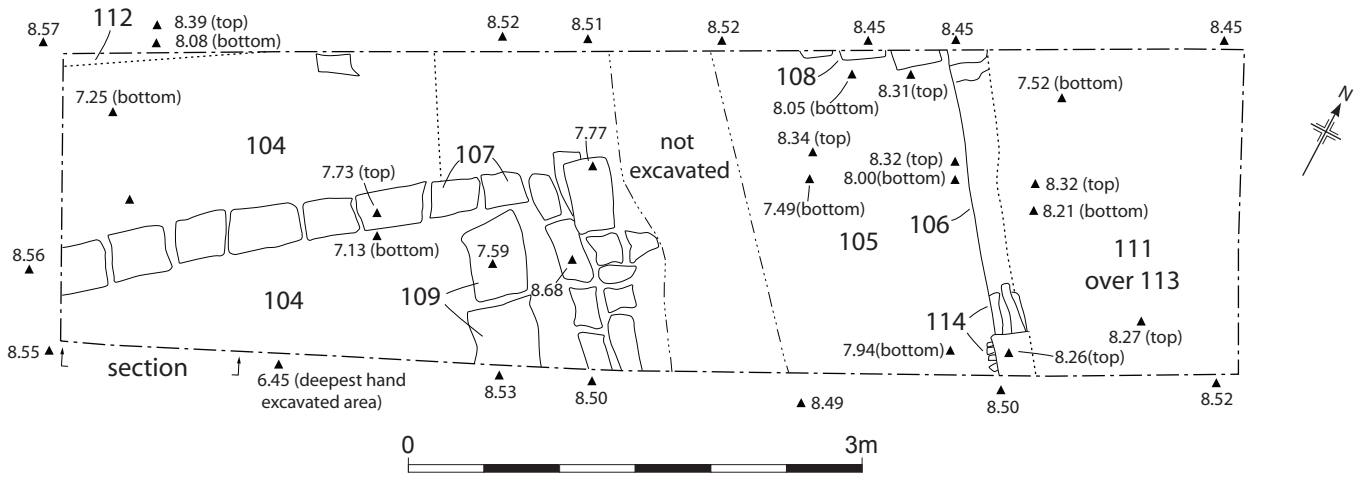 112
8.39 (top)
8.08 (bottom)
8.57
8.52
8.51
8.52
8.45
8.45
8.45
N
108
8.05 (bottom)
8.31(top)
7.52 (bottom)
7.25 (bottom)
104
107
7.77
not
excavated
8.34 (top)
8.32 (top)
8.00(bottom)
8.32 (top)
8.21 (bottom)
7.73 (top)
7.49(bottom)
106
105
7.13 (bottom)
7.59
8.68
8.56
111
over 113
104
109
114
8.27 (top)
8.55
section
7.94(bottom)
8.26(top)
6.45 (deepest hand
excavated area)
8.53
8.50
8.49
8.50
8.52
0
3m